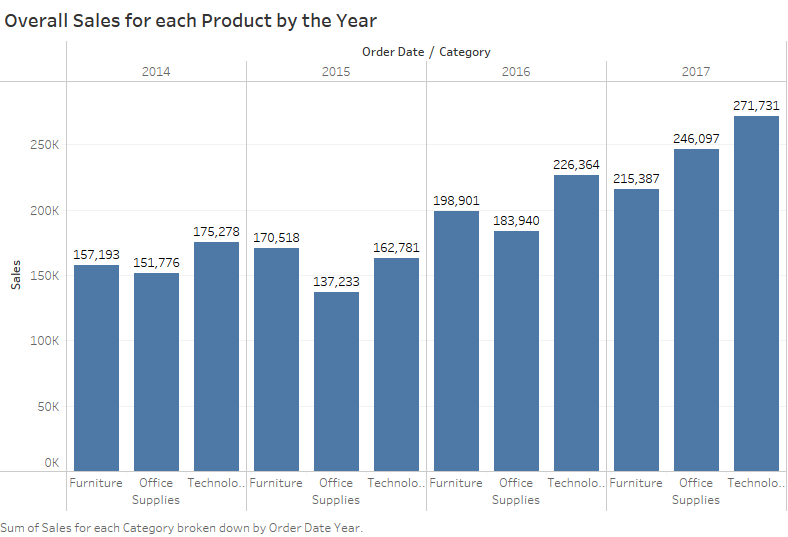 Overall Sales for each Product by the Year
Order Date / Category
2014 2015 2016 2017
271,731
250K 246,097
226,364
215,387
200K 198,901
183,940
175,278 170,518
162,781
157,193 151,776
150K
137,233
Sales
100K
50K
0K
Furniture Office Technolo.. Furniture Office Technolo.. Furniture Office Technolo.. Furniture Office Technolo..
Supplies Supplies Supplies Supplies
Sum of Sales for each Category broken down by Order Date Year.